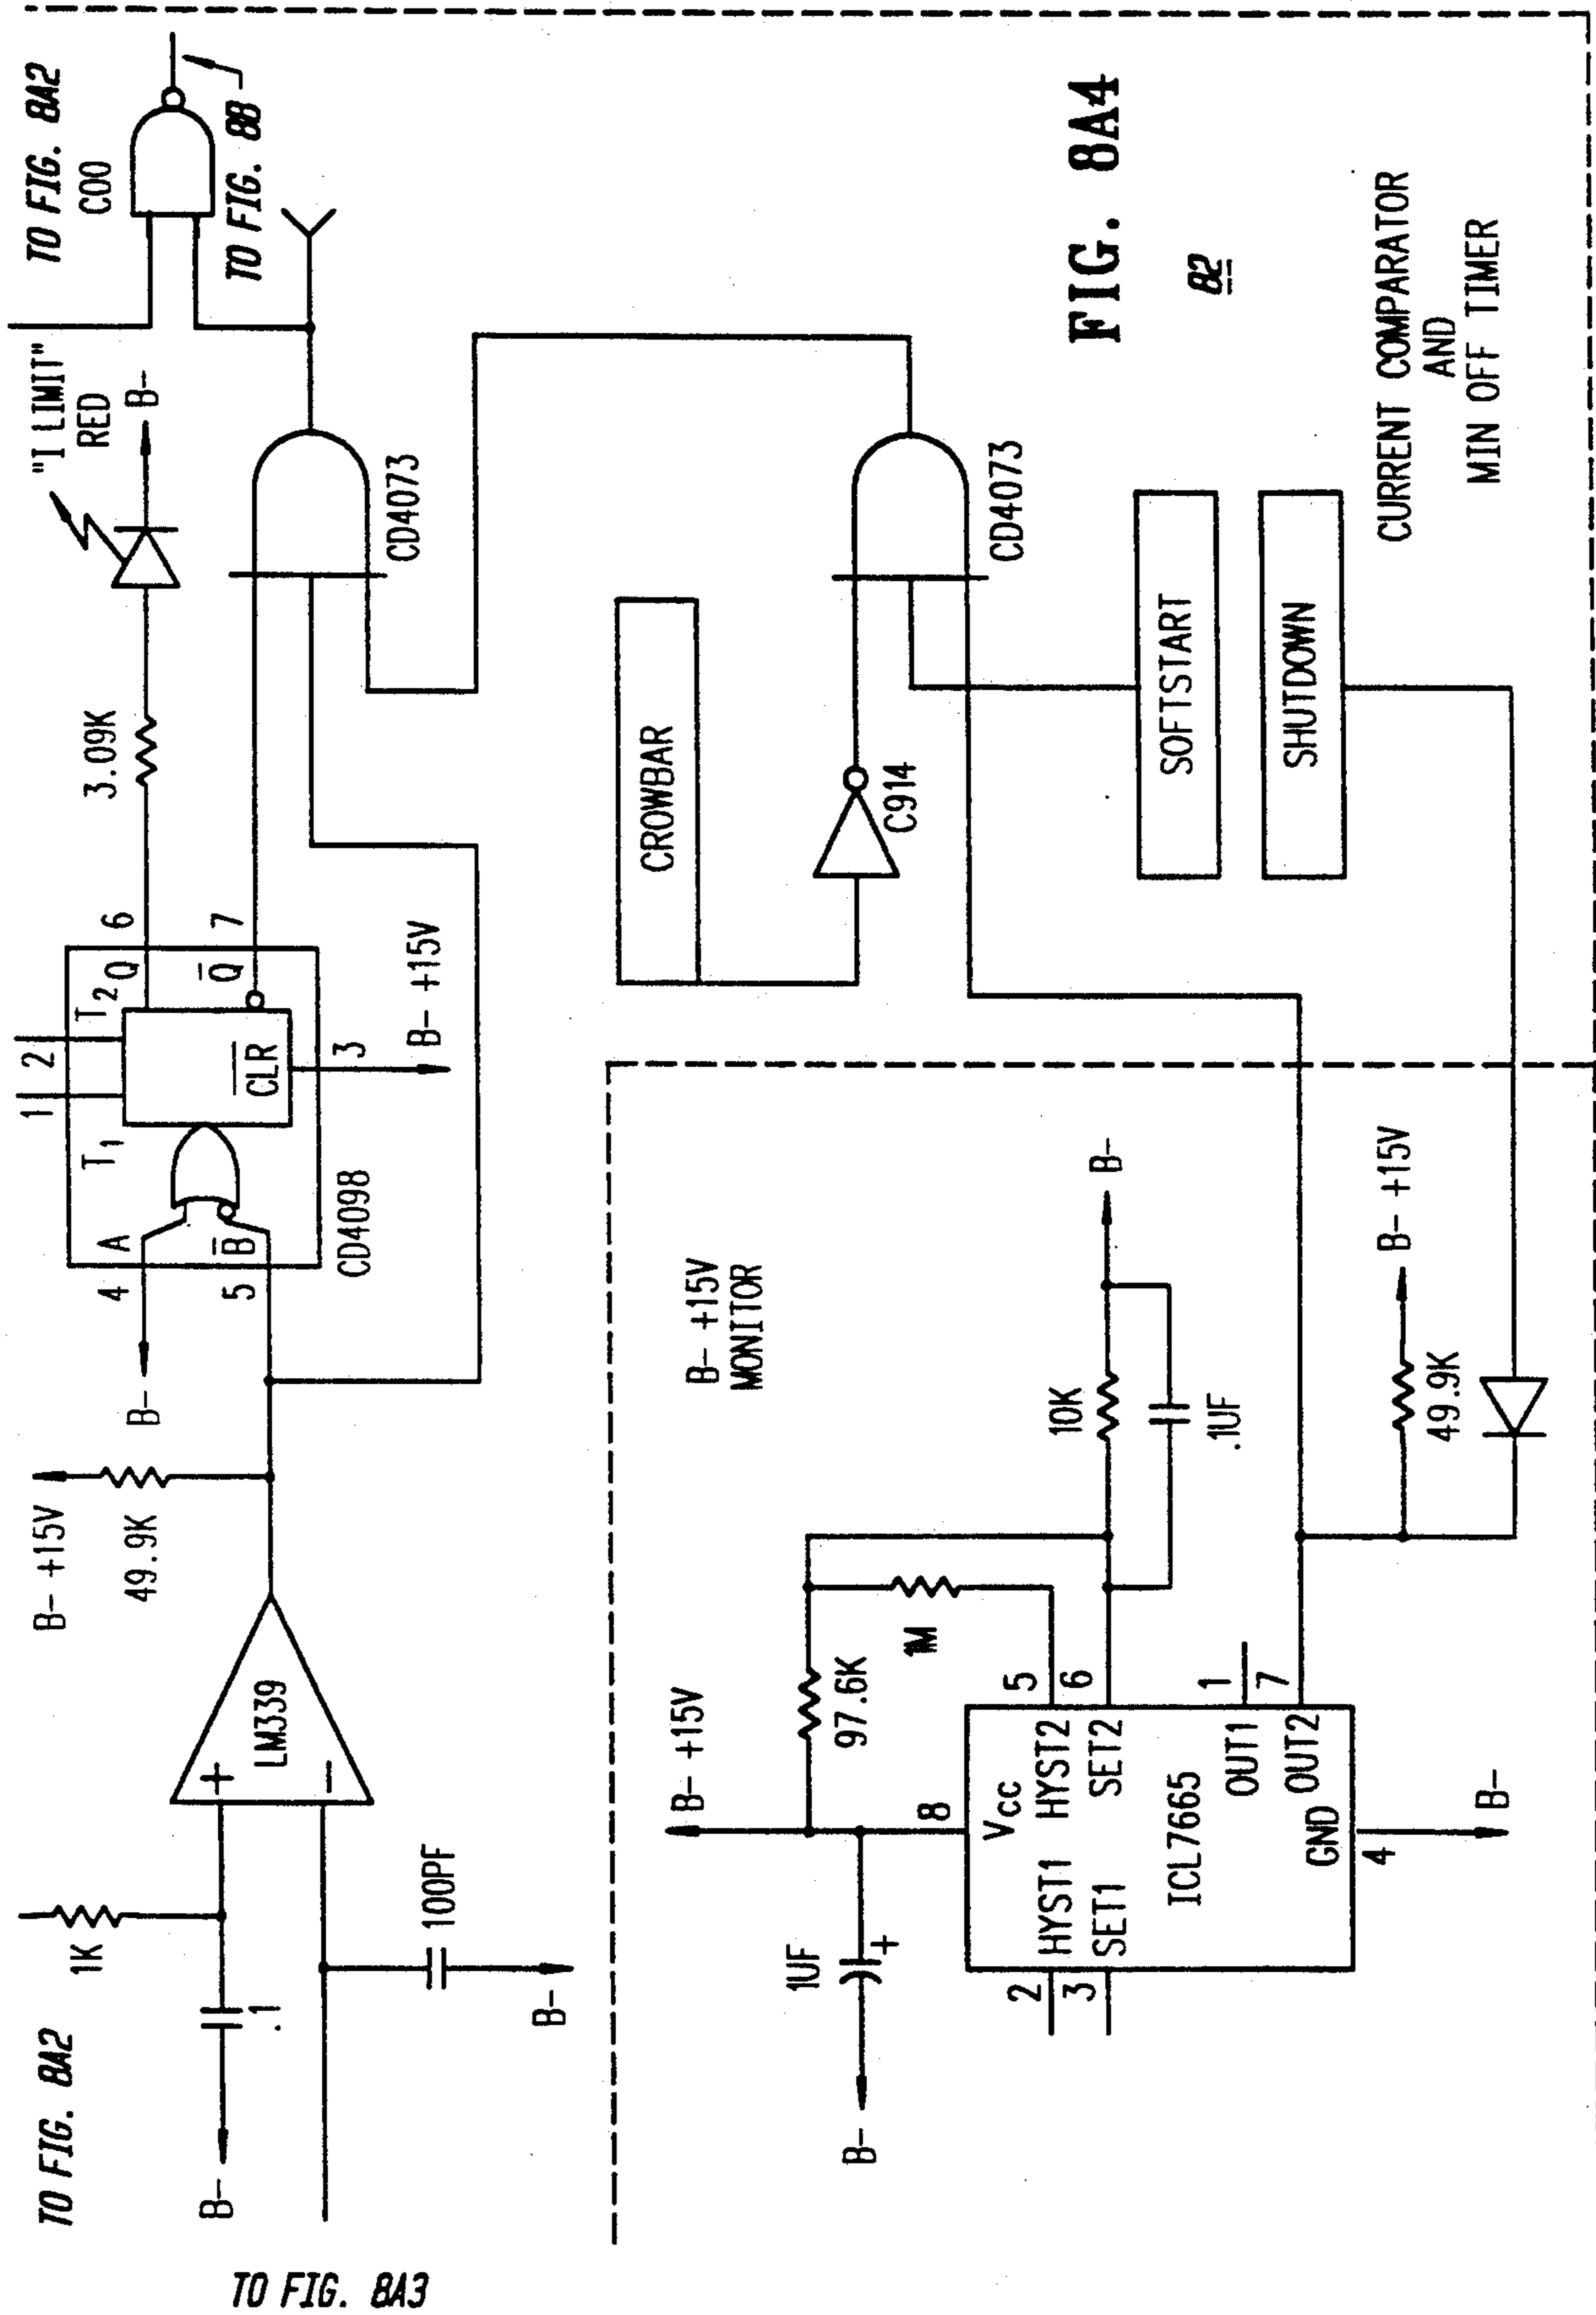 TO FIG. 8A2
TO FIG. 8A3
1K
.1
B-
100PF
B-
+
-
LM339
B- +15V
49.9K
B-
4
5
A
B̅
T1
1
2
T2
Q
6
Q̅
7
C̅L̅R̅
3
B- +15V
CD4098
3.09K
"I LIMIT"
RED
B-
CD4073
TO FIG. 8A2
C00
TO FIG. 8B
CROWBAR
C914
CD4073
SOFTSTART
SHUTDOWN
B- +15V
MONITOR
B-
1UF
+
B- +15V
97.6K
1M
10K
.1UF
B-
8
VCC
2
HYST1
3
SET1
HYST2
5
SET2
6
ICL7665
OUT1
1
OUT2
7
GND
4
B-
B- +15V
49.9K
FIG. 8A4
82
CURRENT COMPARATOR
AND
MIN OFF TIMER